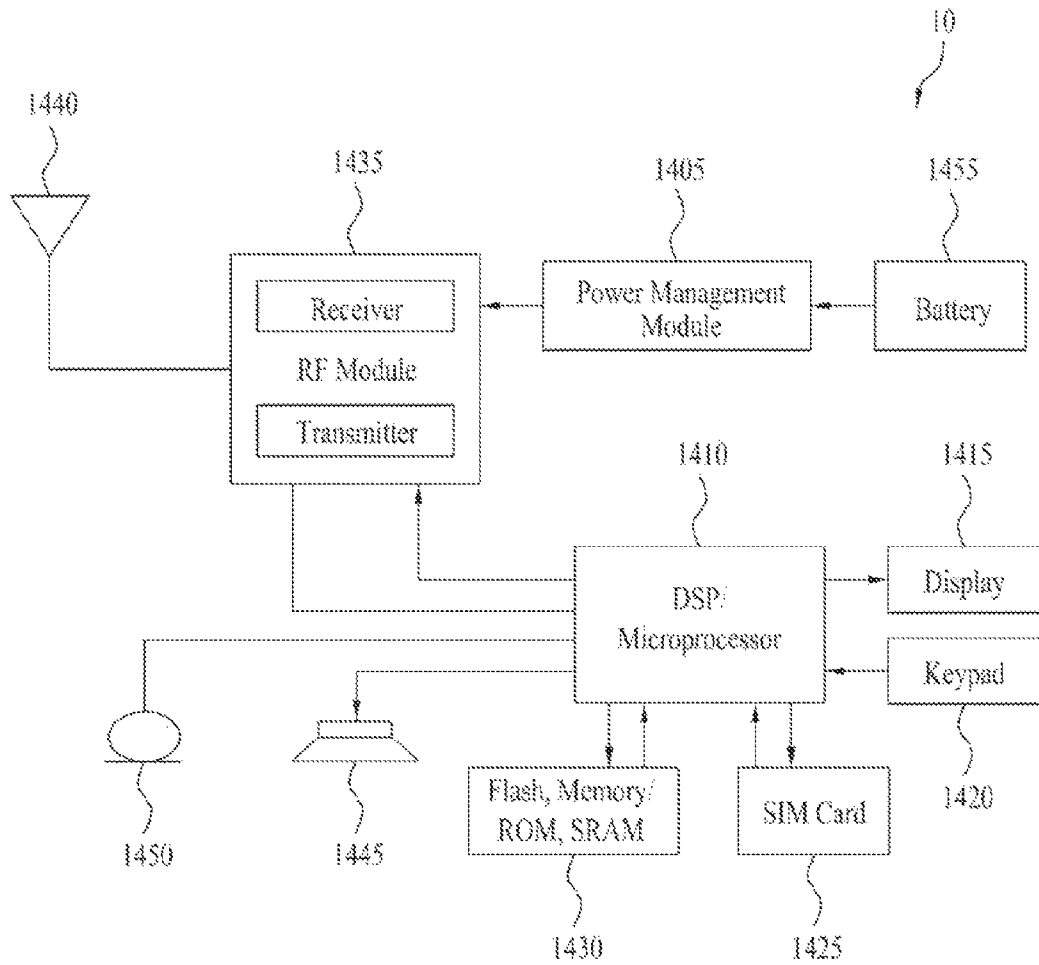 10
1440
1435
1405
1455
Receiver
RF Module
Transmitter
Power Management
Module
Battery
1410
1415
DSP/
Microprocessor
Display
Keypad
1420
Flash, Memory/
ROM, SRAM
SIM Card
1450
1445
1430
1425